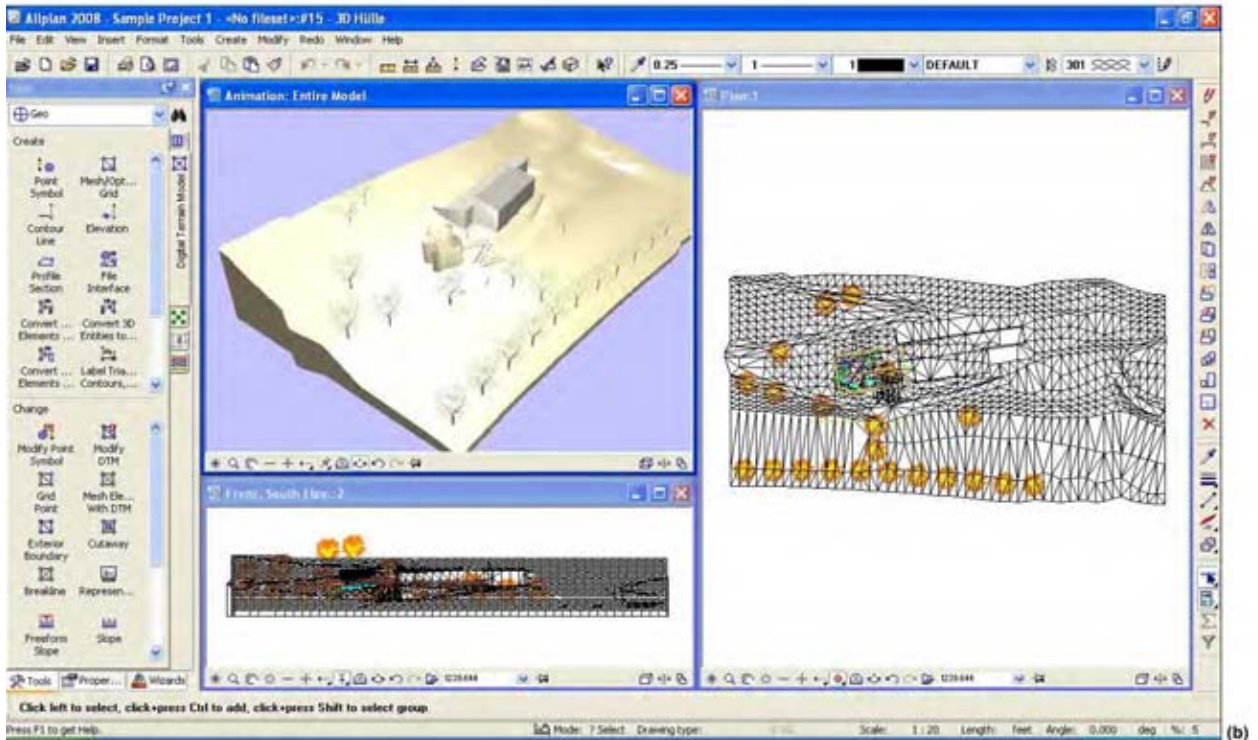 Allplan 2008 - Sample Project 1 - <No fileset>:#15 - 3D Hülle
File Edit View Insert Format Tools Create Modify Redo Window Help
0.25 1 1 DEFAULT 301
Geo
Create
Point Symbol
Mesh/Opt... Grid
Contour Line
Elevation
Profile Section
File Interface
Convert ... Elements ...
Convert 3D Entities to...
Convert ... Elements ...
Label Tria... Contours,...
Change
Modify Point Symbol
Modify DTM
Grid Point
Mesh Ele... With DTM
Exterior Boundary
Cutaway
Breakline
Represen...
Freeform Slope
Slope
Tools Proper... Wizards
Digital Terrain Model
Animation: Entire Model
Front, South Elev.:2
Plan:1
Click left to select, click+press Ctrl to add, click+press Shift to select group.
Press F1 to get Help.
Mode: ? Select Drawing type:
Scale: 1:20 Length: feet Angle: 0.000 deg %: 5
(b)